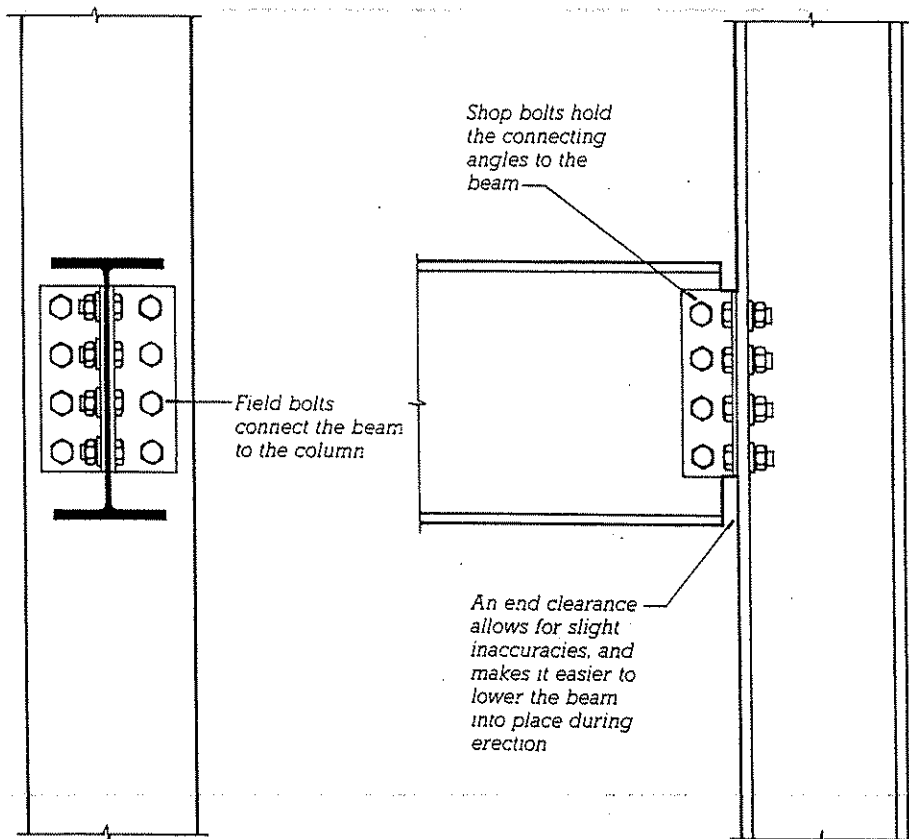 Shop bolts hold
the connecting
angles to the
beam
Field bolts
connect the beam
to the column
An end clearance
allows for slight
inaccuracies, and
makes it easier to
lower the beam
into place during
erection